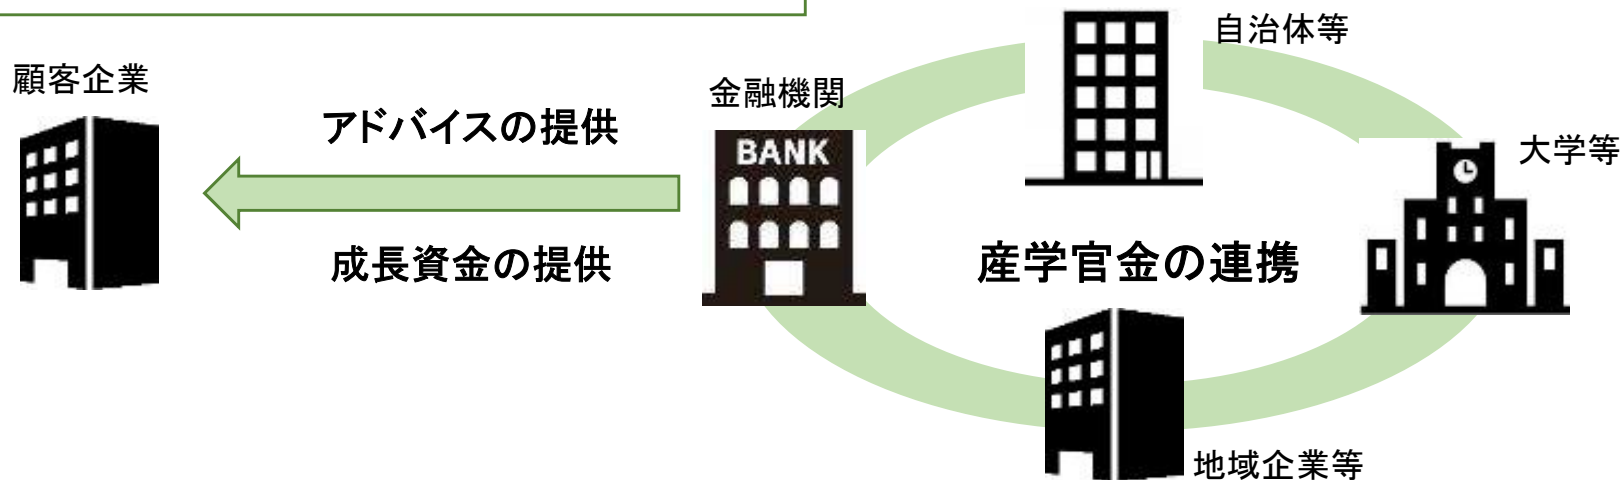 顧客企業
アドバイスの提供
成長資金の提供
金融機関
BANK
自治体等
大学等
産学官金の連携
地域企業等